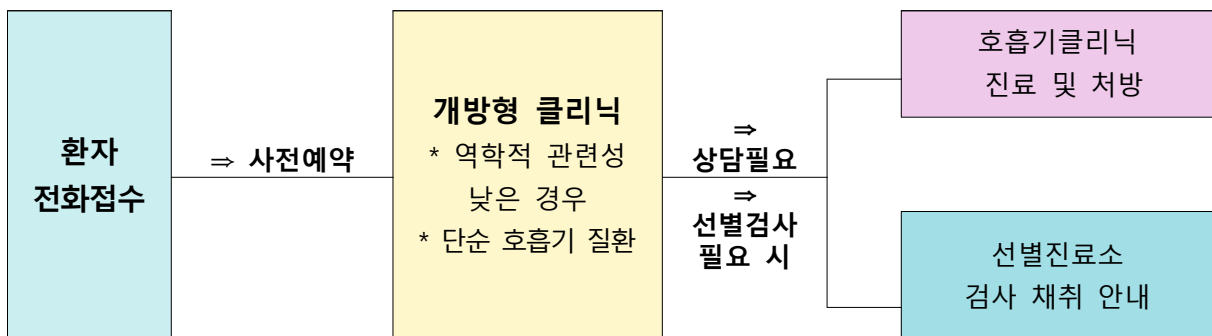 환자
전화접수
⇒ 사전예약
개방형 클리닉
* 역학적 관련성
낮은 경우
* 단순 호흡기 질환
⇒
상담필요
⇒
선별검사
필요 시
호흡기클리닉
진료 및 처방
선별진료소
검사 채취 안내